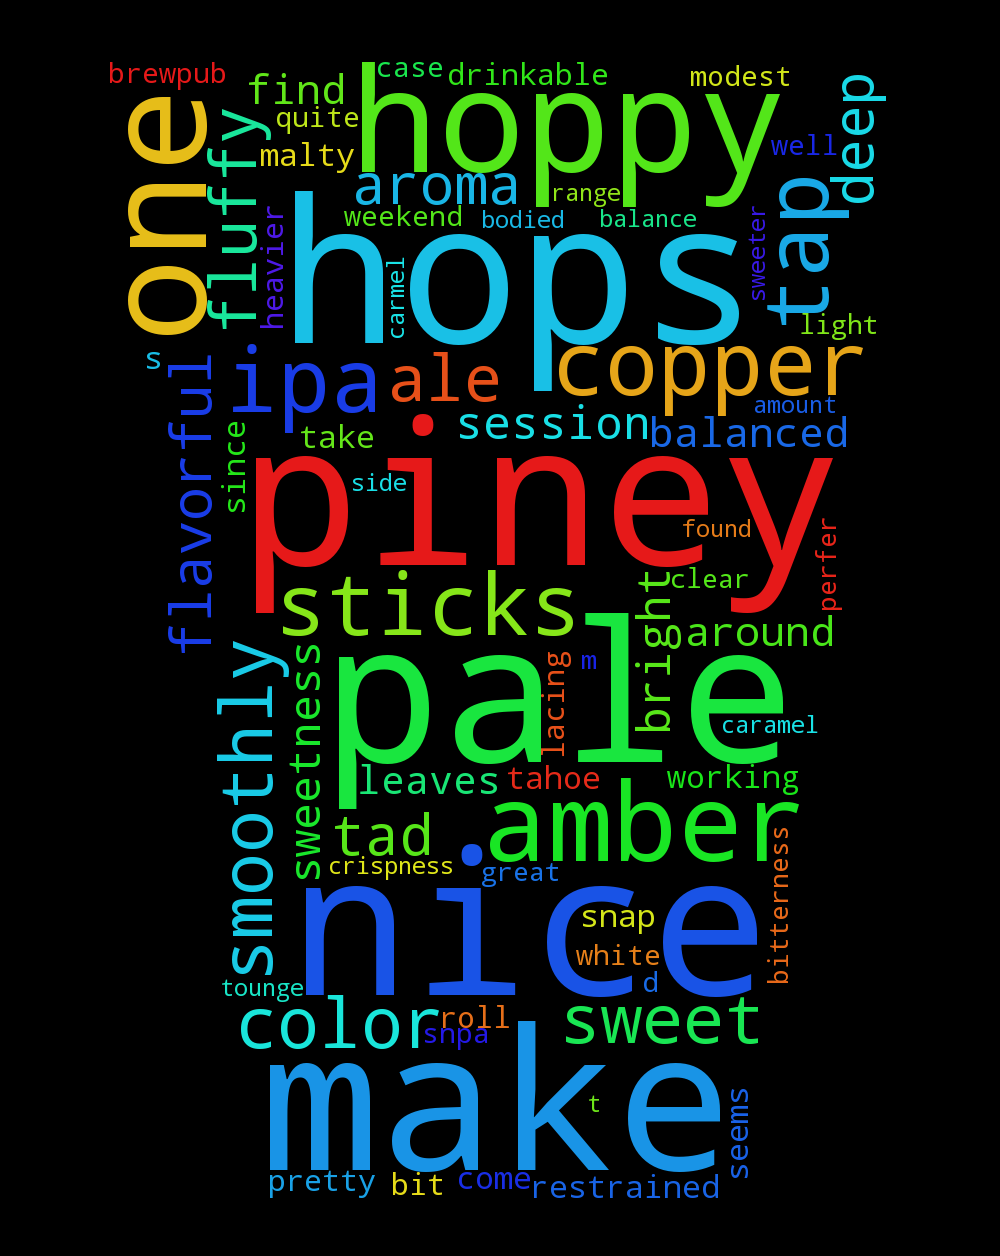 brewpub
find
case
drinkable
modest
hoppy
deep
one
fluffy
quite
malty
well
aroma
range
tap
heavier
weekend
bodied
balance
sweeter
hops
carmel
light
s
ipa
ale
copper
flavorful
since
take
session
amount
balanced
piney
side
found
perfer
sticks
clear
bright
around
smoothly
sweetness
pale
lacing
m
caramel
leaves
tahoe
working
tad
amber
crispness
great
bitterness
nice
snap
white
d
tounge
color
roll
snpa
sweet
make
t
seems
pretty
bit
come
restrained